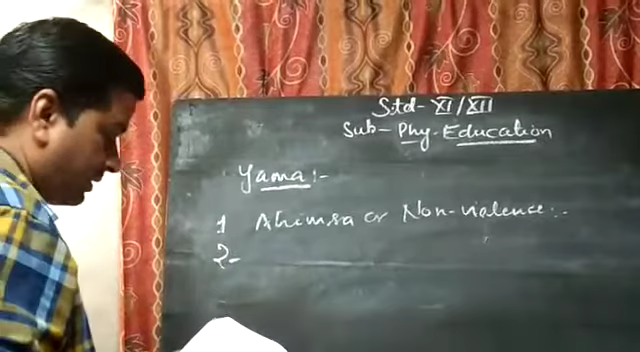 Std- XI/XII
Sub- Phy. Education
Yama:-
1 Ahimsa or Non-violence:-
2-